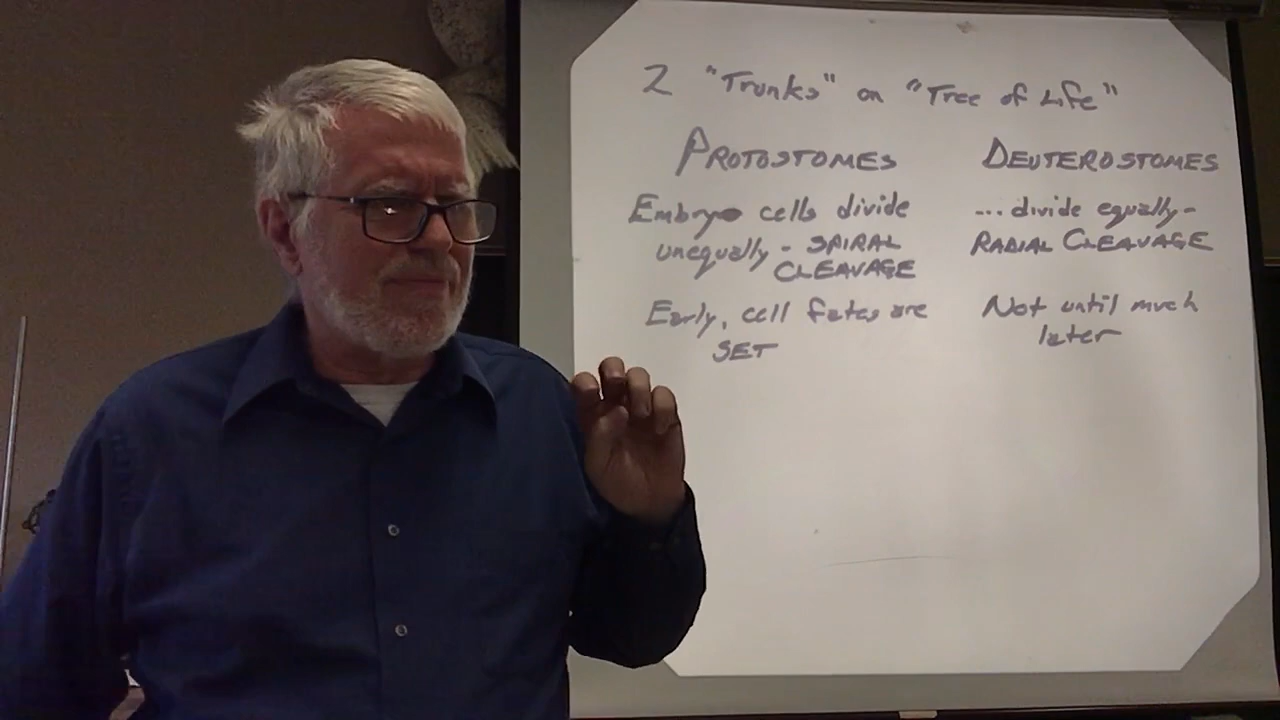 2 "Trunks" on "Tree of Life"
PROTOSTOMES
Embryo cells divide
unequally - SPIRAL
CLEAVAGE
Early, cell fates are
SET
DEUTEROSTOMES
... divide equally -
RADIAL CLEAVAGE
Not until much
later